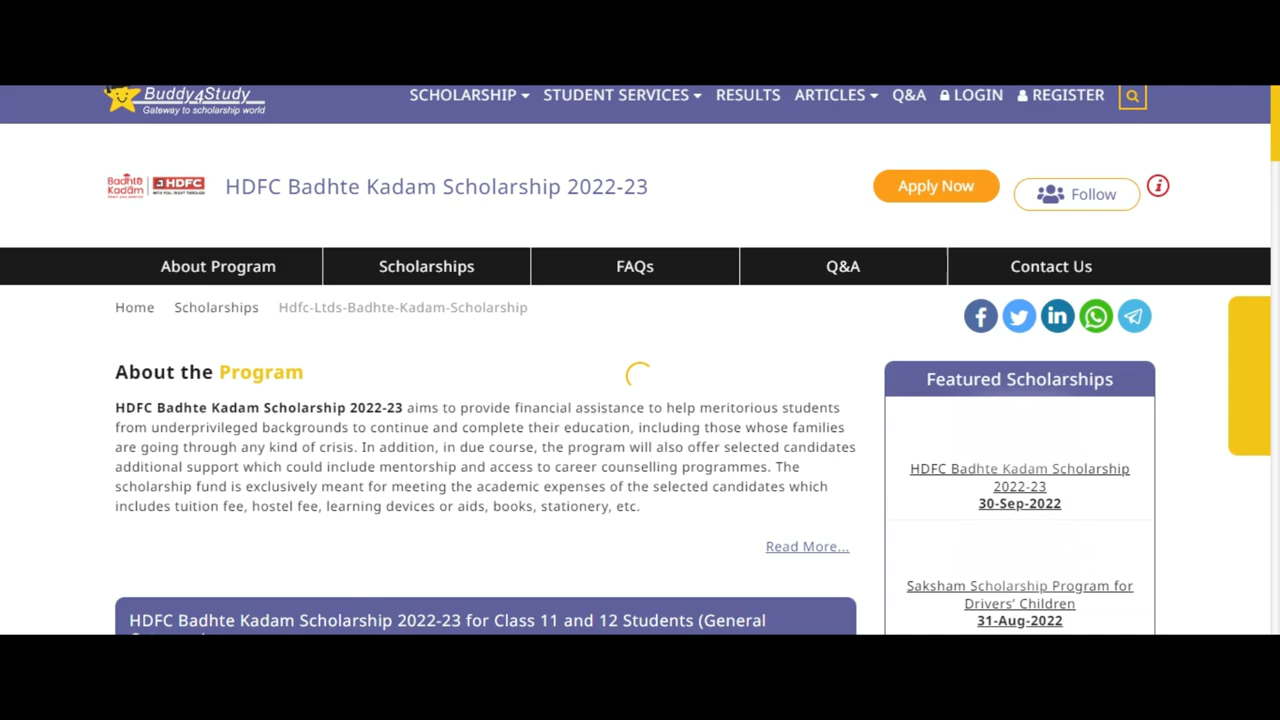 Buddy4Study
Gateway to scholarship world
SCHOLARSHIP STUDENT SERVICES RESULTS ARTICLES Q&A LOGIN REGISTER
Badhte Kadam
HDFC
HDFC Badhte Kadam Scholarship 2022-23
Apply Now
Follow
i
About Program Scholarships FAQs Q&A Contact Us
Home Scholarships Hdfc-Ltds-Badhte-Kadam-Scholarship
About the Program
HDFC Badhte Kadam Scholarship 2022-23 aims to provide financial assistance to help meritorious students
from underprivileged backgrounds to continue and complete their education, including those whose families
are going through any kind of crisis. In addition, in due course, the program will also offer selected candidates
additional support which could include mentorship and access to career counselling programmes. The
scholarship fund is exclusively meant for meeting the academic expenses of the selected candidates which
includes tuition fee, hostel fee, learning devices or aids, books, stationery, etc.
Read More...
HDFC Badhte Kadam Scholarship 2022-23 for Class 11 and 12 Students (General
Featured Scholarships
HDFC Badhte Kadam Scholarship
2022-23
30-Sep-2022
Saksham Scholarship Program for
Drivers' Children
31-Aug-2022